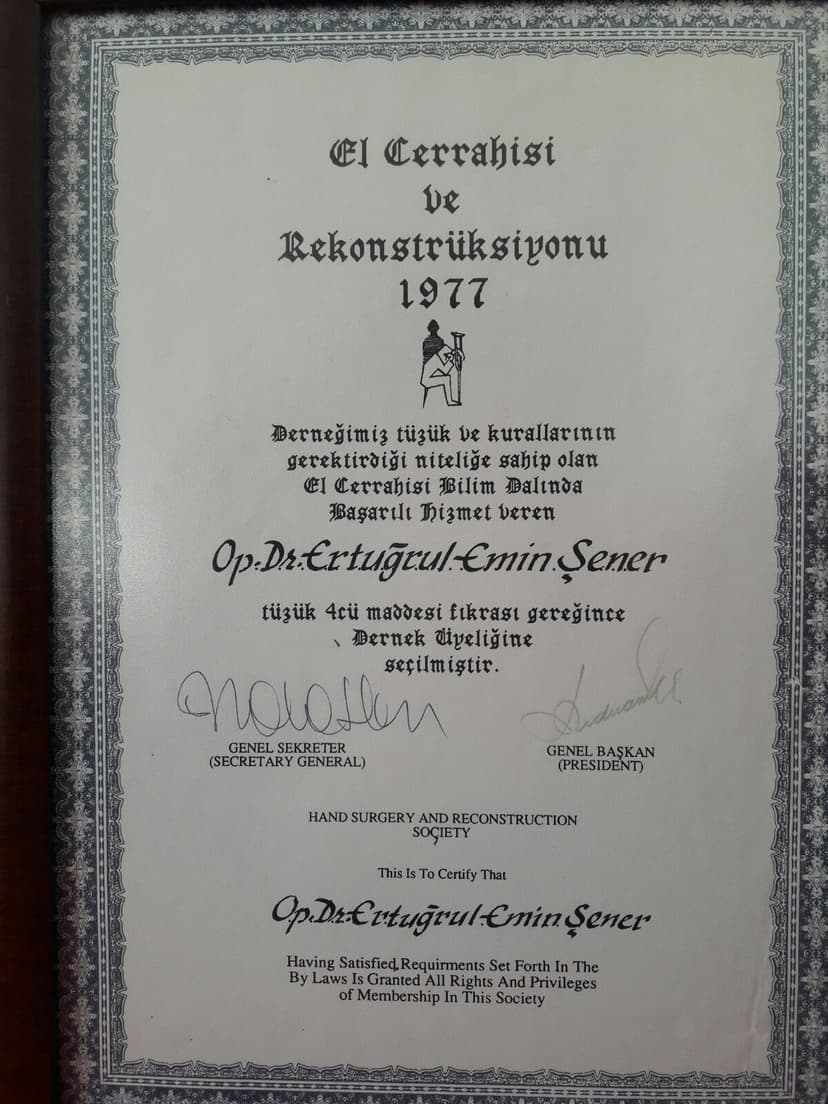 El Cerrahisi
ve
Rekonstrüksiyonu
1977
Derneğimiz tüzük ve kurallarının
gerektirdiği niteliğe sahip olan
El Cerrahisi Bilim Dalında
Başarılı Hizmet veren
Op.Dr.Ertuğrul.Emin.Şener
tüzük 4cü maddesi fıkrası gereğince
Dernek Üyeliğine
seçilmiştir.
GENEL SEKRETER GENEL BAŞKAN
(SECRETARY GENERAL) (PRESIDENT)
HAND SURGERY AND RECONSTRUCTION
SOÇIETY
This Is To Certify That
Op.Dr.Ertuğrul.Emin Şener
Having Satisfied Requirments Set Forth In The
By Laws Is Granted All Rights And Privileges
of Membership In This Society